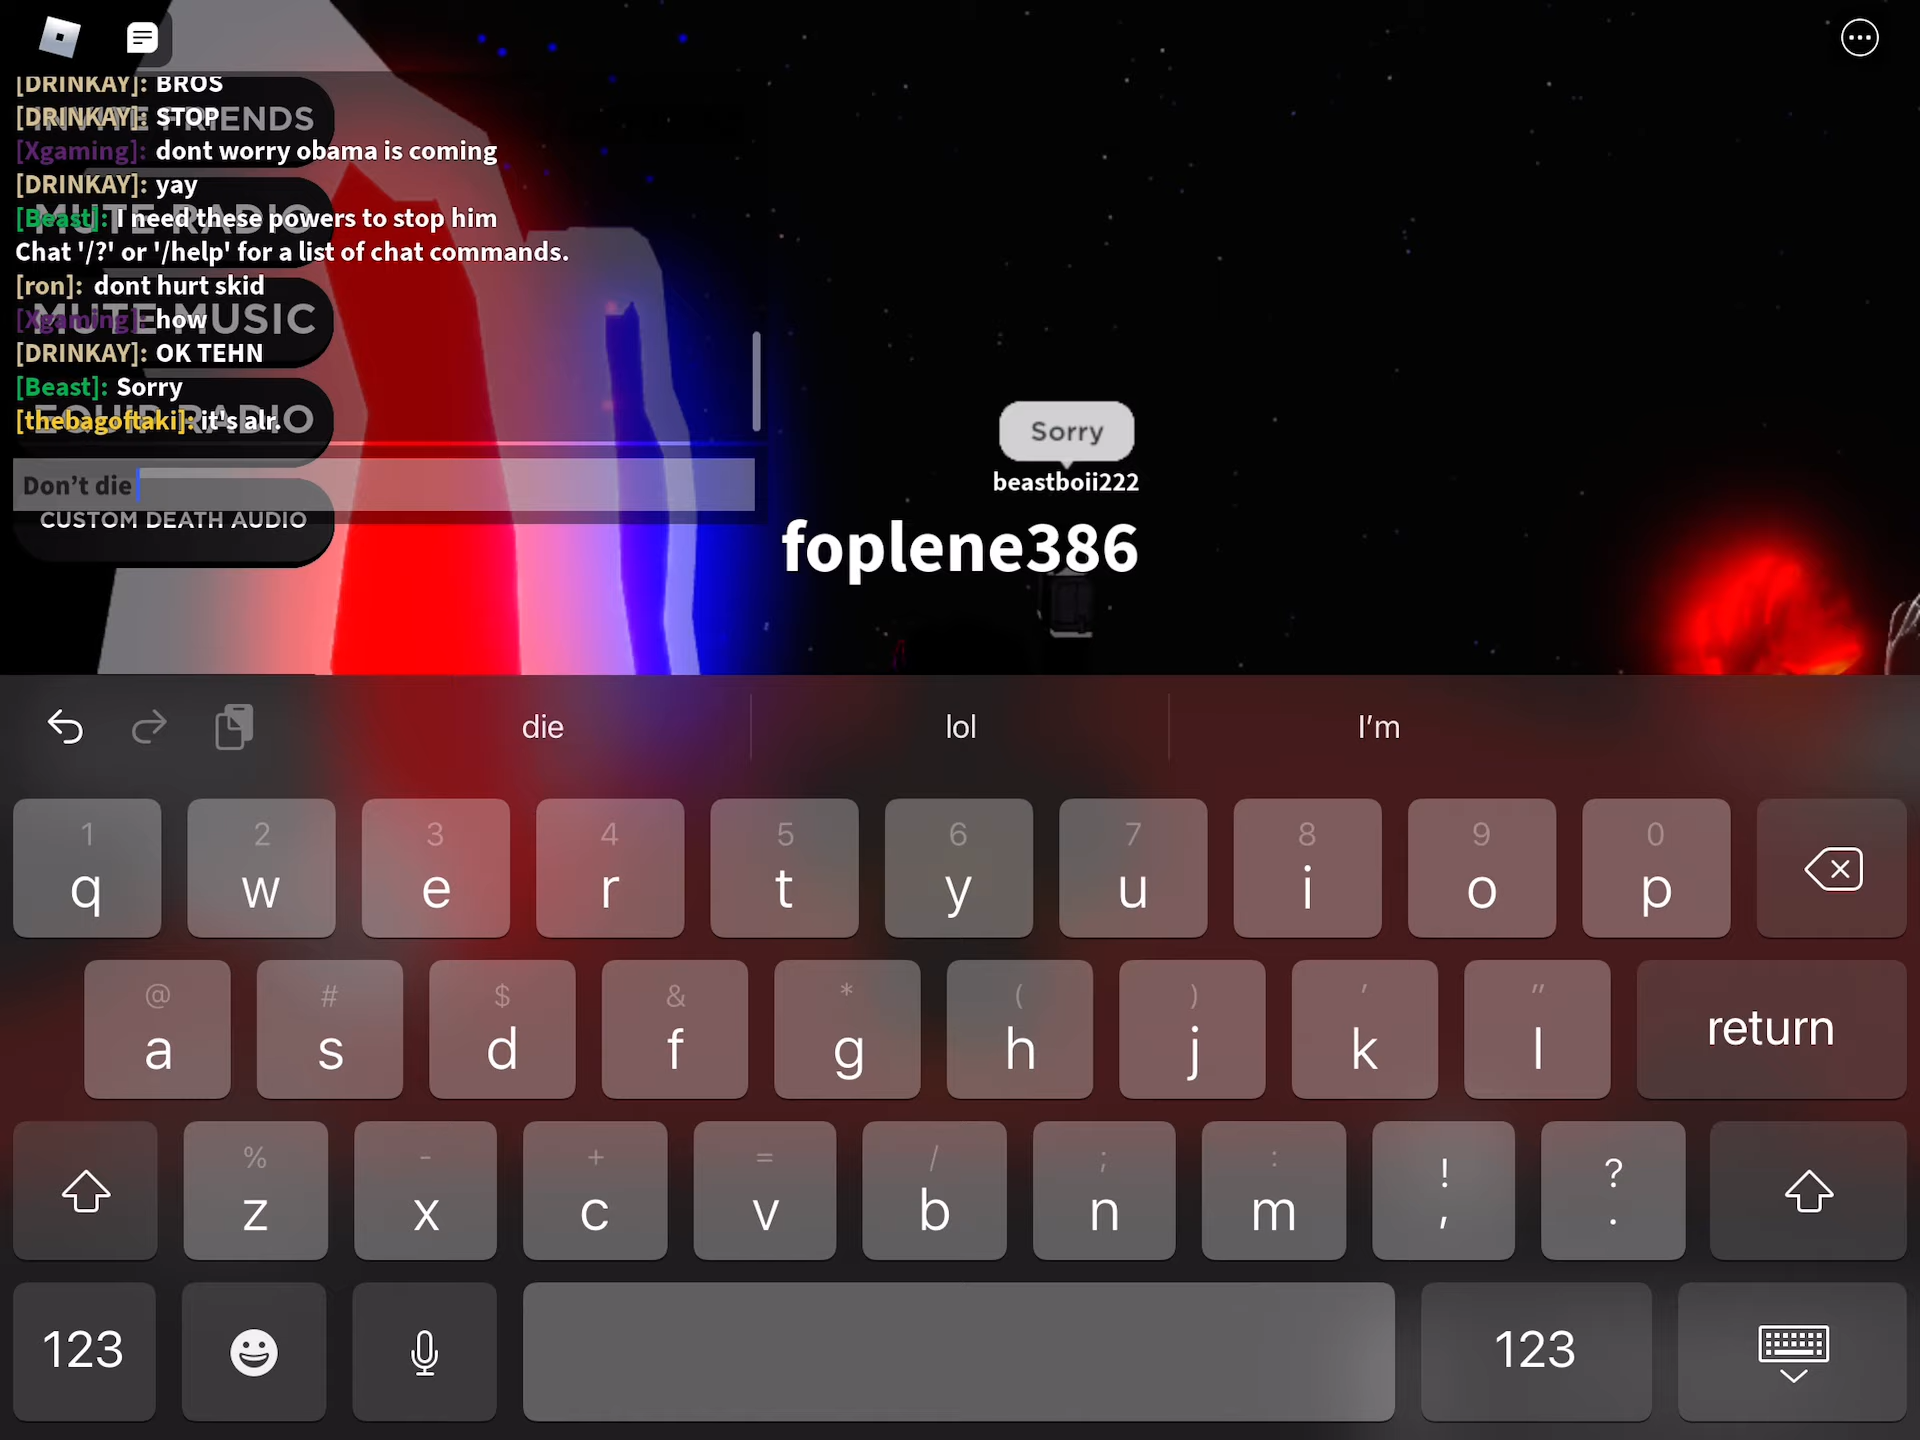 [DRINKAY]: BROS
INVITE FRIENDS
[DRINKAY]: STOP
[Xgaming]: dont worry obama is coming
[DRINKAY]: yay
MUTE RADIO
[Beast]: I need these powers to stop him
Chat '/?' or '/help' for a list of chat commands.
[ron]: dont hurt skid
MUTE MUSIC
[Xgaming]: how
[DRINKAY]: OK TEHN
[Beast]: Sorry
EQUIP RADIO
[thebagoftaki]: it's alr.
Don’t die
CUSTOM DEATH AUDIO
Sorry
beastboii222
foplene386
die lol I’m
1 2 3 4 5 6 7 8 9 0
q w e r t y u i o p
@ # $ & * ( ) ' "
a s d f g h j k l return
% - + = / ; : ! ?
z x c v b n m , .
123 123